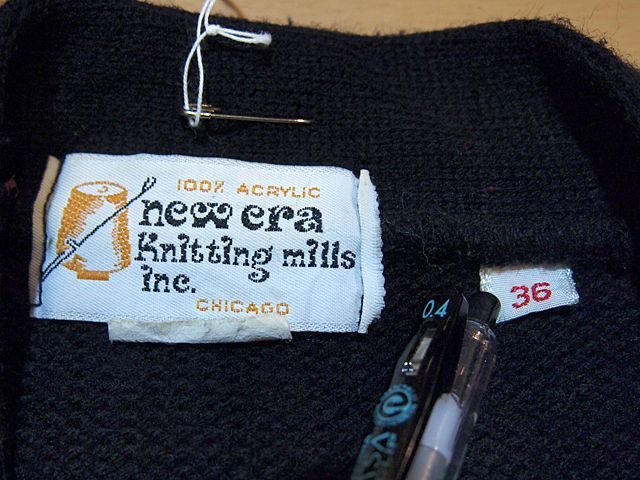 100% ACRYLIC
new era
knitting mills
inc.
CHICAGO
36
0.4